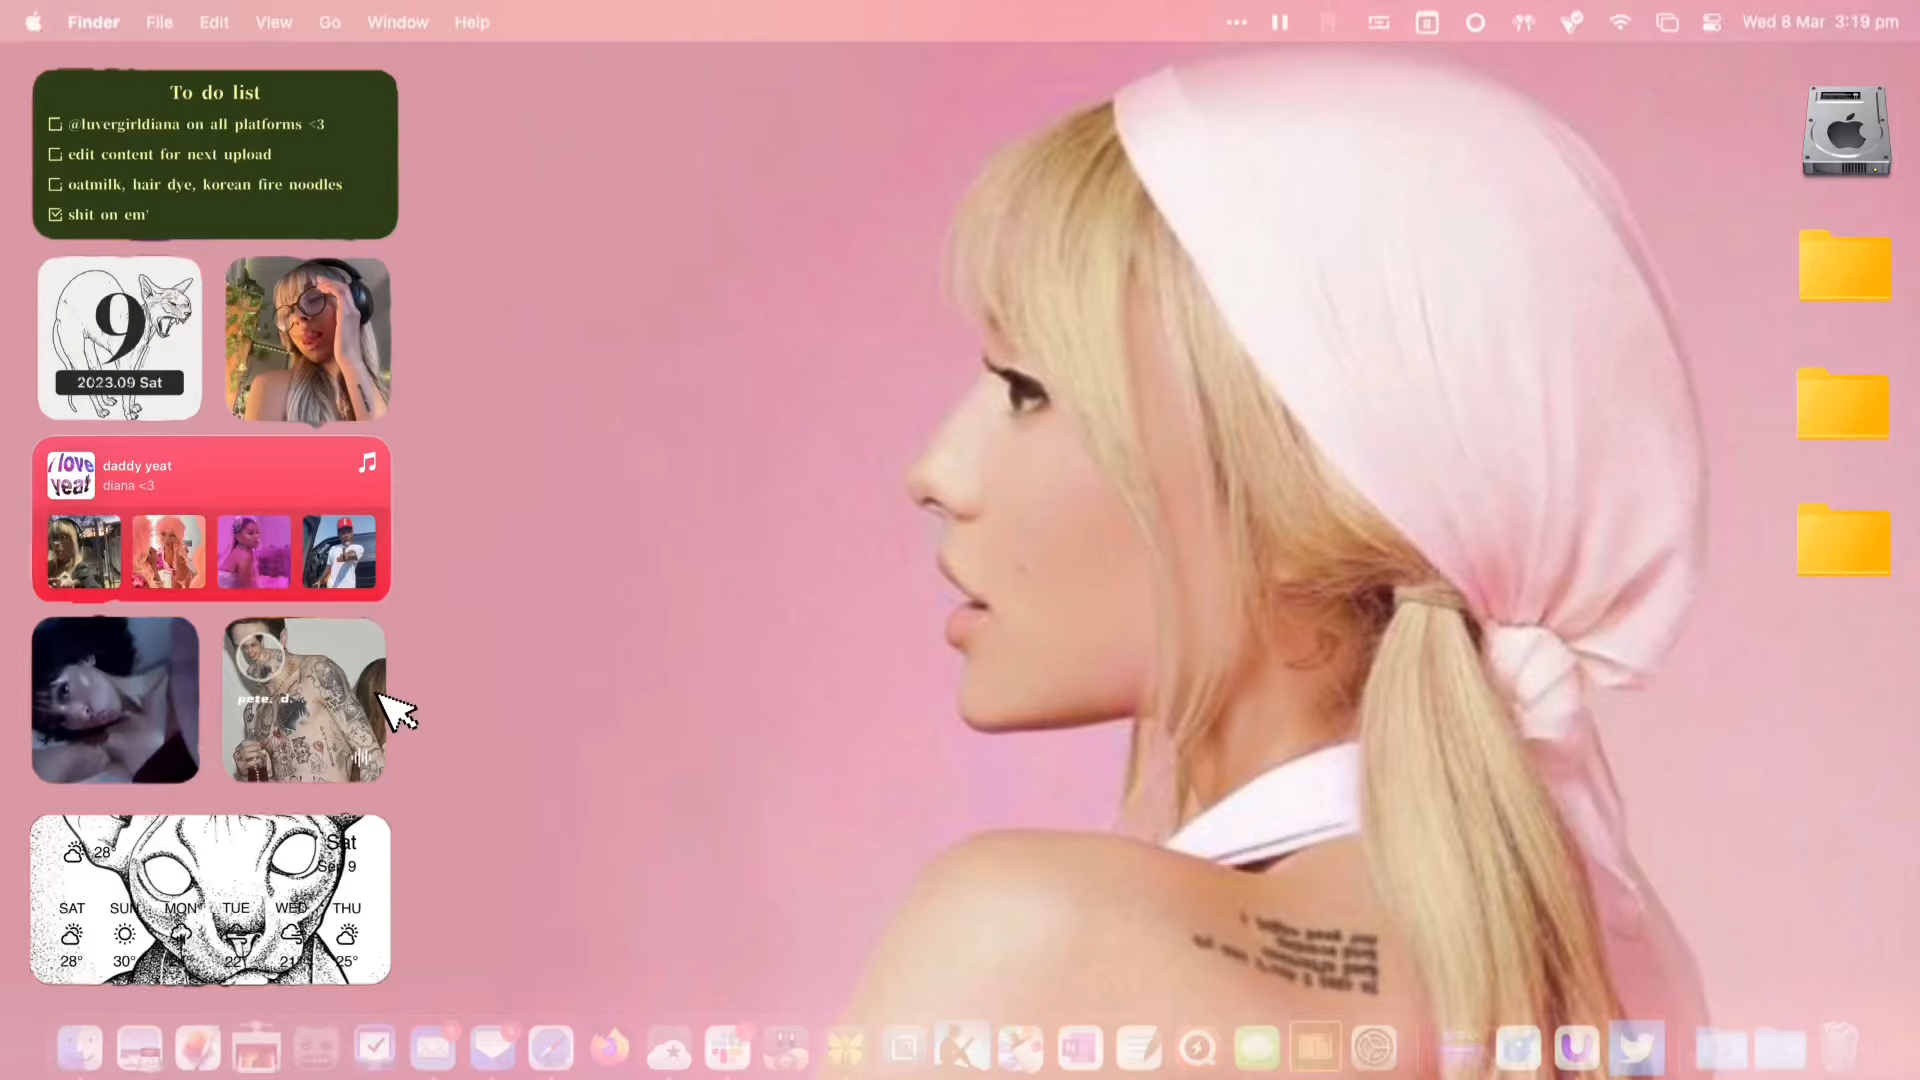 Finder File Edit View Go Window Help
8
Wed 8 Mar 3:19 pm
To do list
@luvergirldiana on all platforms <3
edit content for next upload
oatmilk, hair dye, korean fire noodles
shit on em'
9
2023.09 Sat
i love
yeat
daddy yeat
diana <3
pete. d.
28°
Sat
Sep 9
SAT SUN MON TUE WED THU
28° 30° 22° 21° 25°